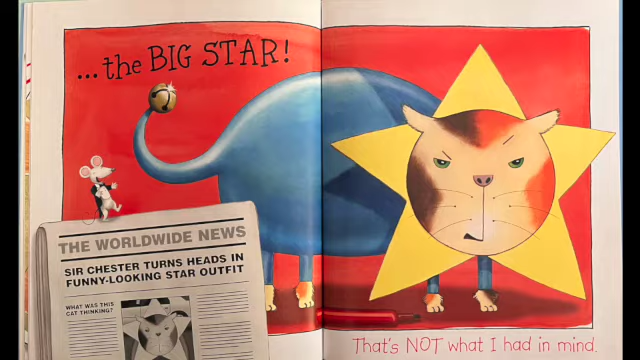 ...the BIG STAR!
THE WORLDWIDE NEWS
SIR CHESTER TURNS HEADS IN
FUNNY-LOOKING STAR OUTFIT
WHAT WAS THIS
CAT THINKING?
That's NOT what I had in mind.